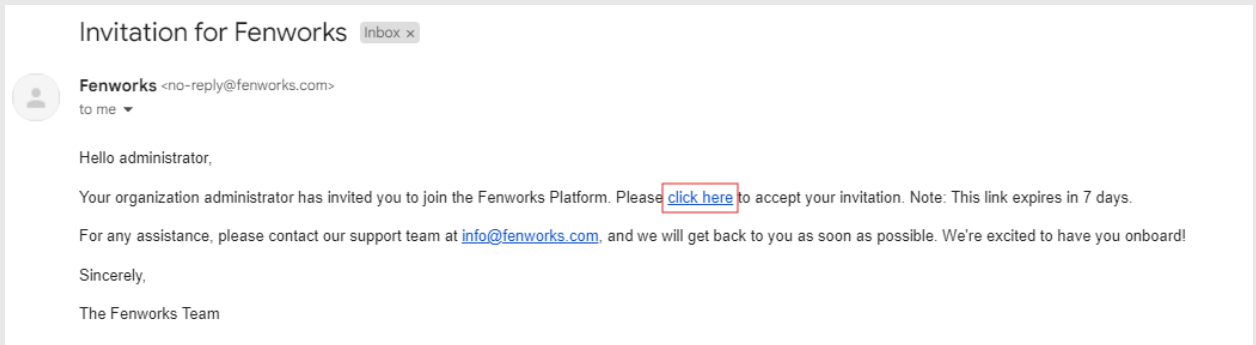 Invitation for Fenworks Inbox ×
Fenworks <no-reply@fenworks.com>
to me
Hello administrator,
Your organization administrator has invited you to join the Fenworks Platform. Please click here to accept your invitation. Note: This link expires in 7 days.
For any assistance, please contact our support team at info@fenworks.com, and we will get back to you as soon as possible. We're excited to have you onboard!
Sincerely,
The Fenworks Team